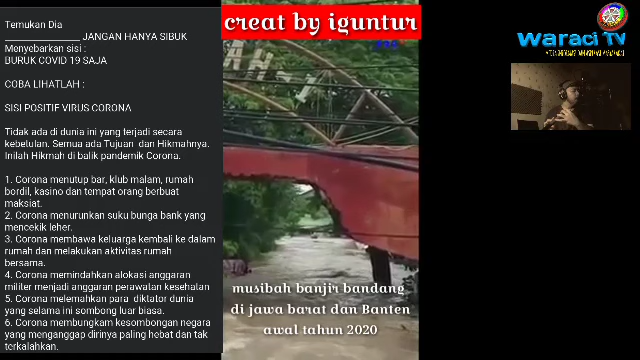 Temukan Dia
________________ JANGAN HANYA SIBUK
Menyebarkan sisi :
BURUK COVID 19 SAJA
COBA LIHATLAH :
SISI POSITIF VIRUS CORONA
Tidak ada di dunia ini yang terjadi secara
kebetulan. Semua ada Tujuan dan Hikmahnya.
Inilah Hikmah di balik pandemik Corona.
1. Corona menutup bar, klub malam, rumah
bordil, kasino dan tempat orang berbuat
maksiat.
2. Corona menurunkan suku bunga bank yang
mencekik leher.
3. Corona membawa keluarga kembali ke dalam
rumah dan melakukan aktivitas rumah
bersama.
4. Corona memindahkan alokasi anggaran
militer menjadi anggaran perawatan kesehatan
5. Corona melemahkan para diktator dunia
yang selama ini sombong luar biasa.
6. Corona membungkam kesombongan negara
yang menganggap dirinya paling hebat dan tak
terkalahkan.
creat by iguntur
musibah banjir bandang
di jawa barat dan Banten
awal tahun 2020
Waraci TV